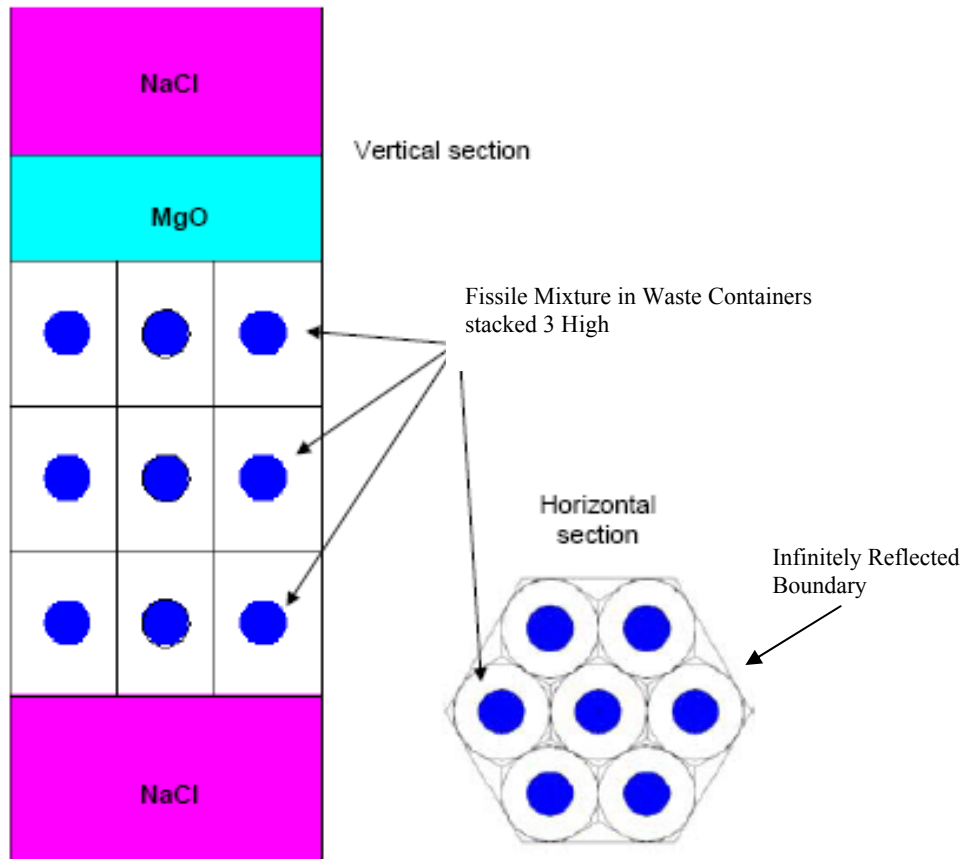 NaCl
Vertical section
MgO
Fissile Mixture in Waste Containers
stacked 3 High
Horizontal
section
Infinitely Reflected
Boundary
NaCl